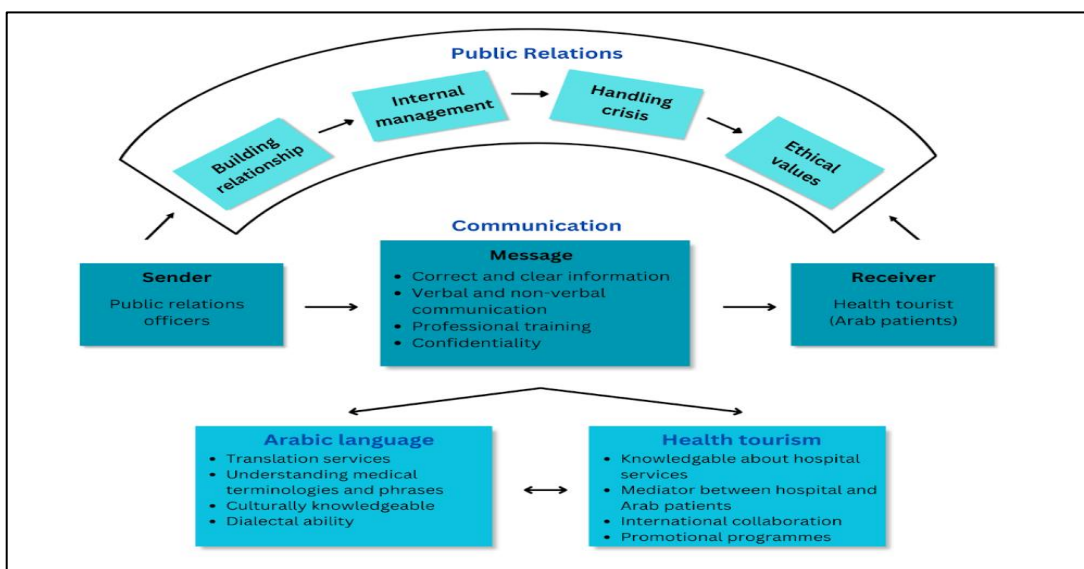 Public Relations
Building
relationship
Internal
management
Handling
crisis
Ethical
values
Communication
Sender
Public relations
officers
Message
• Correct and clear information
• Verbal and non-verbal
communication
• Professional training
• Confidentiality
Receiver
Health tourist
(Arab patients)
Arabic language
• Translation services
• Understanding medical
terminologies and phrases
• Culturally knowledgeable
• Dialectal ability
Health tourism
• Knowledgable about hospital
services
• Mediator between hospital and
Arab patients
• International collaboration
• Promotional programmes